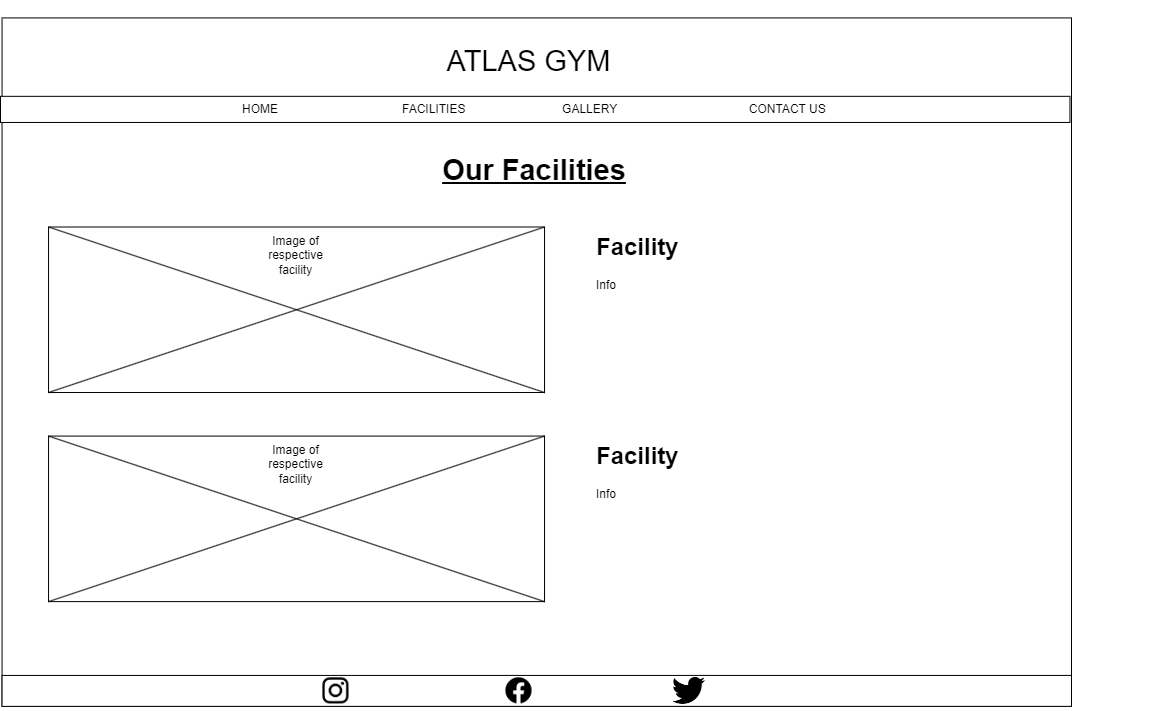 ATLAS GYM
HOME FACILITIES GALLERY CONTACT US
Our Facilities
Image of
respective
facility
Facility
Info
Image of
respective
facility
Facility
Info